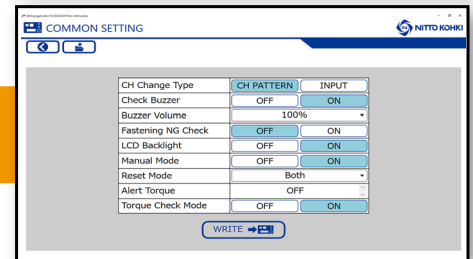 COMMON SETTING
NITTO KOHKI
CH Change Type CH PATTERN INPUT
Check Buzzer OFF ON
Buzzer Volume 100%
Fastening NG Check OFF ON
LCD Backlight OFF ON
Manual Mode OFF ON
Reset Mode Both
Alert Torque OFF
Torque Check Mode OFF ON
WRITE